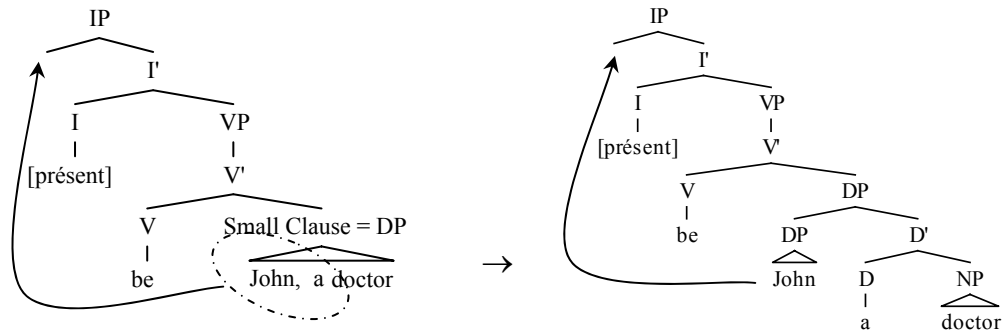 IP
I'
I VP
[présent] V'
V Small Clause = DP
be John, a doctor
→
IP
I'
I VP
[présent] V'
V DP
be DP D'
John D NP
a doctor